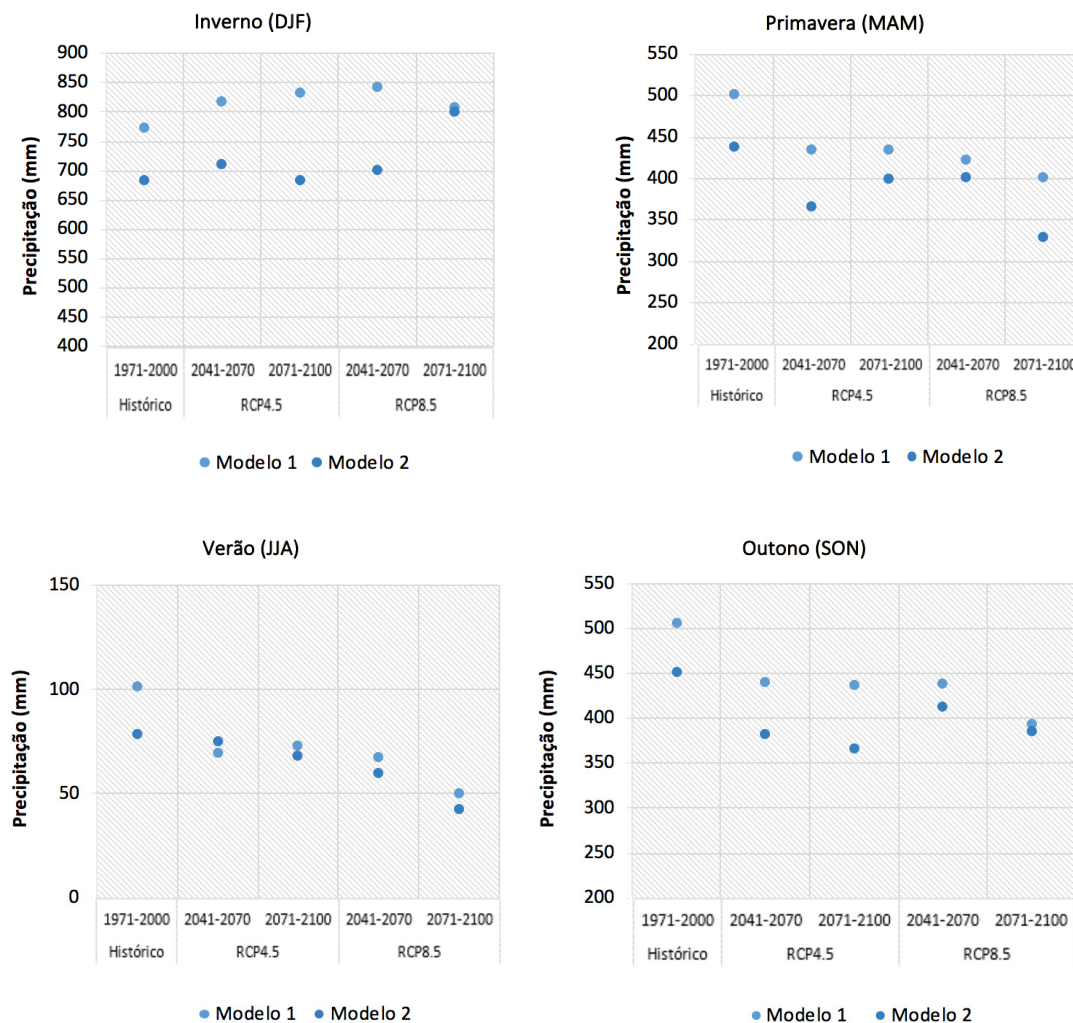 Inverno (DJF)
Precipitação (mm)
900
850
800
750
700
650
600
550
500
450
400
1971-2000 2041-2070 2071-2100 2041-2070 2071-2100
Histórico RCP4.5 RCP8.5
Modelo 1 Modelo 2
Primavera (MAM)
Precipitação (mm)
550
500
450
400
350
300
250
200
1971-2000 2041-2070 2071-2100 2041-2070 2071-2100
Histórico RCP4.5 RCP8.5
Modelo 1 Modelo 2
Verão (JJA)
Precipitação (mm)
150
100
50
0
1971-2000 2041-2070 2071-2100 2041-2070 2071-2100
Histórico RCP4.5 RCP8.5
Modelo 1 Modelo 2
Outono (SON)
Precipitação (mm)
550
500
450
400
350
300
250
200
1971-2000 2041-2070 2071-2100 2041-2070 2071-2100
Histórico RCP4.5 RCP8.5
Modelo 1 Modelo 2